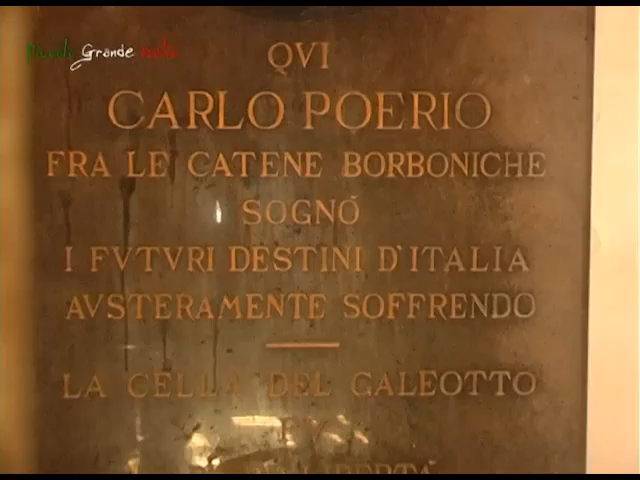 Piccola Grande Italia
QVI
CARLO POERIO
FRA LE CATENE BORBONICHE
SOGNÒ
I FVTVRI DESTINI D'ITALIA
AVSTERAMENTE SOFFRENDO
LA CELLA DEL GALEOTTO
LIBERTÀ